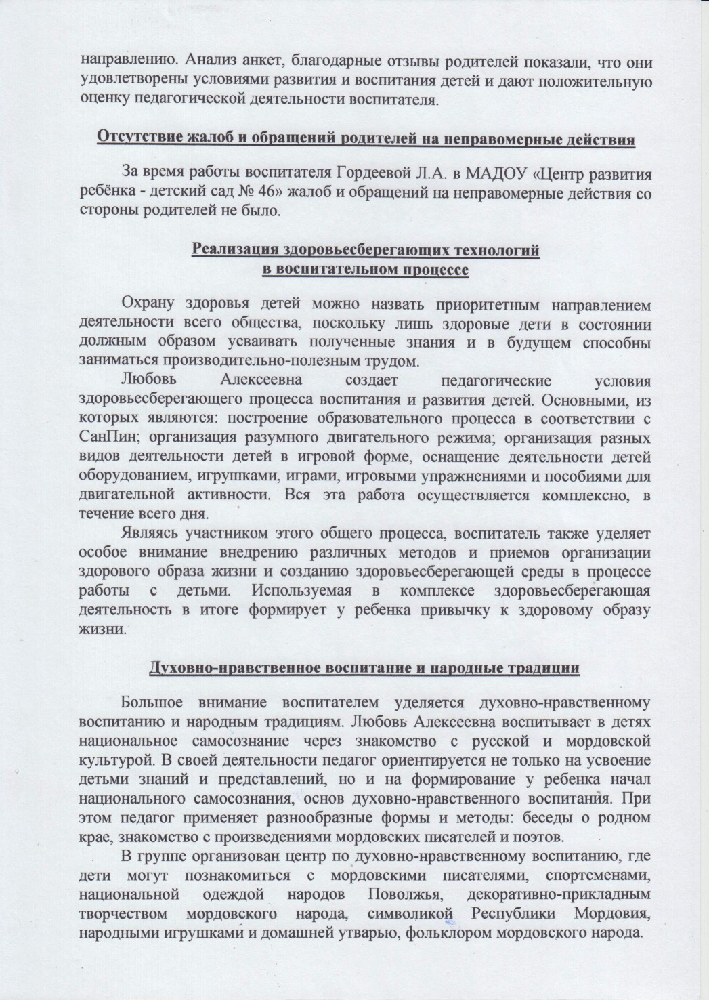 направлению. Анализ анкет, благодарные отзывы родителей показали, что они
удовлетворены условиями развития и воспитания детей и дают положительную
оценку педагогической деятельности воспитателя.
Отсутствие жалоб и обращений родителей на неправомерные действия
За время работы воспитателя Гордеевой Л.А. в МАДОУ «Центр развития
ребёнка - детский сад № 46» жалоб и обращений на неправомерные действия со
стороны родителей не было.
Реализация здоровьесберегающих технологий
в воспитательном процессе
Охрану здоровья детей можно назвать приоритетным направлением
деятельности всего общества, поскольку лишь здоровые дети в состоянии
должным образом усваивать полученные знания и в будущем способны
заниматься производительно-полезным трудом.
Любовь Алексеевна создает педагогические условия
здоровьесберегающего процесса воспитания и развития детей. Основными, из
которых являются: построение образовательного процесса в соответствии с
СанПин; организация разумного двигательного режима; организация разных
видов деятельности детей в игровой форме, оснащение деятельности детей
оборудованием, игрушками, играми, игровыми упражнениями и пособиями для
двигательной активности. Вся эта работа осуществляется комплексно, в
течение всего дня.
Являясь участником этого общего процесса, воспитатель также уделяет
особое внимание внедрению различных методов и приемов организации
здорового образа жизни и созданию здоровьесберегающей среды в процессе
работы с детьми. Используемая в комплексе здоровьесберегающая
деятельность в итоге формирует у ребенка привычку к здоровому образу
жизни.
Духовно-нравственное воспитание и народные традиции
Большое внимание воспитателем уделяется духовно-нравственному
воспитанию и народным традициям. Любовь Алексеевна воспитывает в детях
национальное самосознание через знакомство с русской и мордовской
культурой. В своей деятельности педагог ориентируется не только на усвоение
детьми знаний и представлений, но и на формирование у ребенка начал
национального самосознания, основ духовно-нравственного воспитания. При
этом педагог применяет разнообразные формы и методы: беседы о родном
крае, знакомство с произведениями мордовских писателей и поэтов.
В группе организован центр по духовно-нравственному воспитанию, где
дети могут познакомиться с мордовскими писателями, спортсменами,
национальной одеждой народов Поволжья, декоративно-прикладным
творчеством мордовского народа, символикой Республики Мордовия,
народными игрушками и домашней утварью, фольклором мордовского народа.